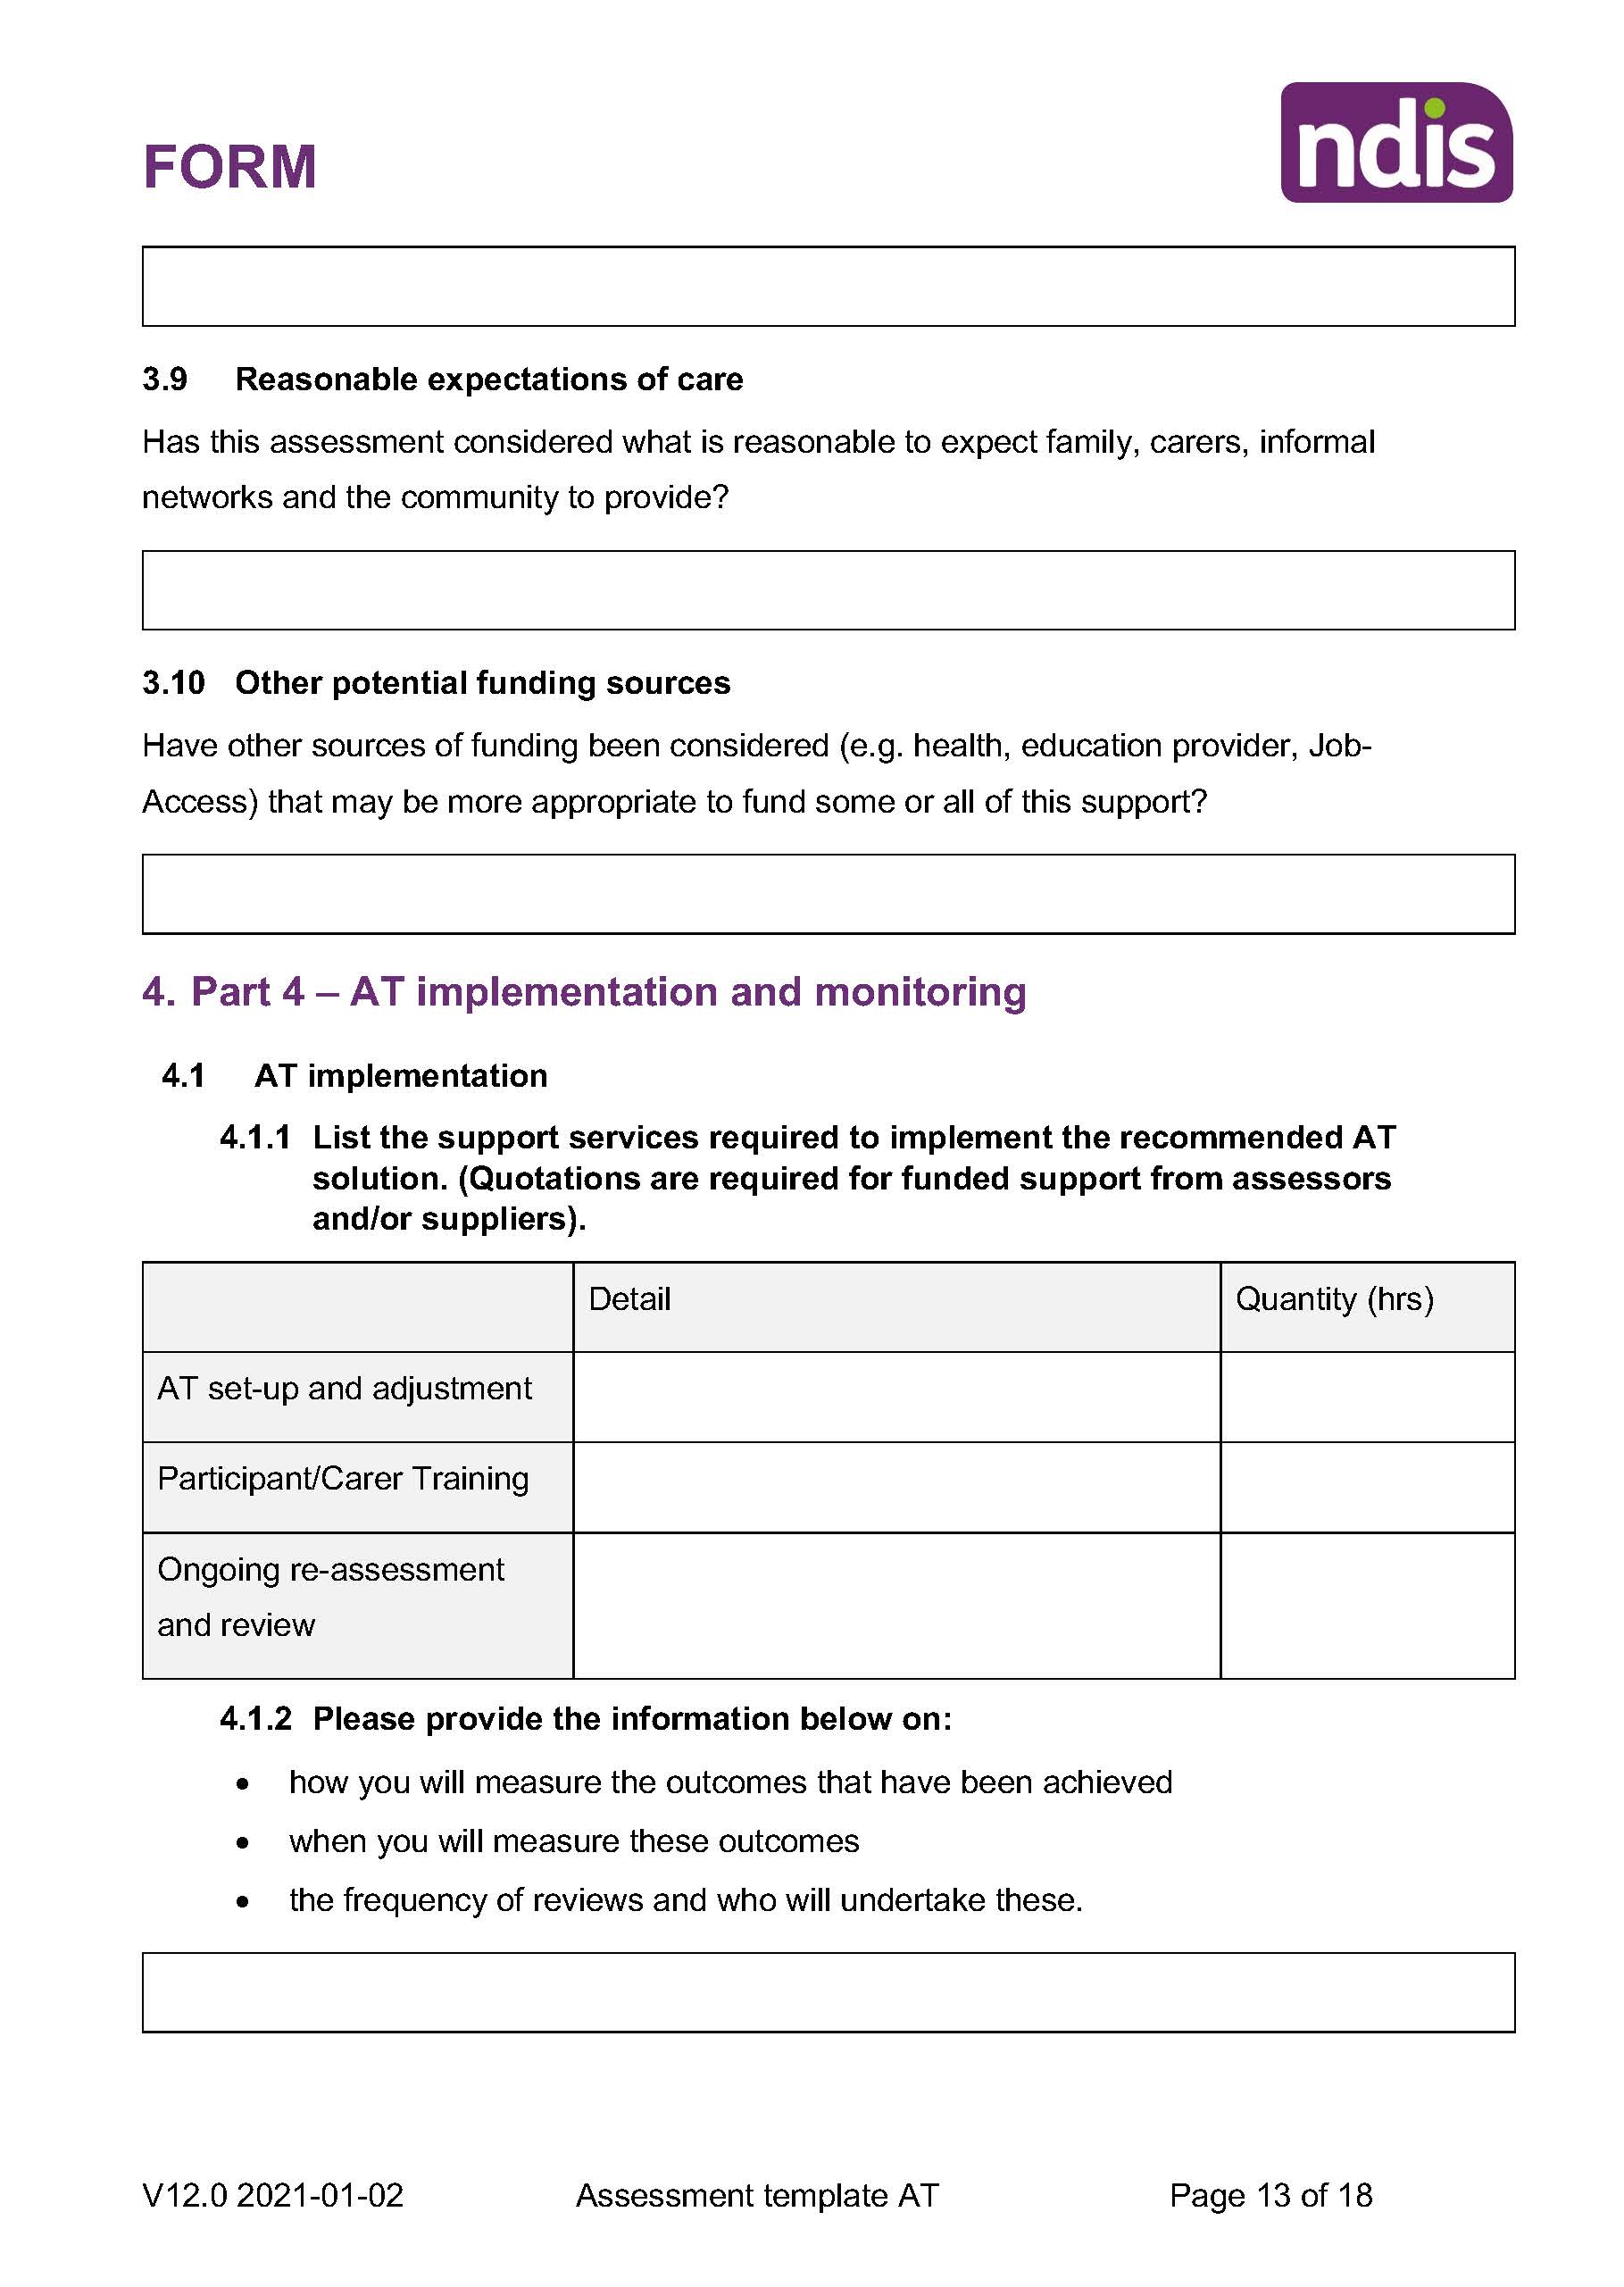 FORM
ndis
3.9 Reasonable expectations of care
Has this assessment considered what is reasonable to expect family, carers, informal
networks and the community to provide?
3.10 Other potential funding sources
Have other sources of funding been considered (e.g. health, education provider, Job-
Access) that may be more appropriate to fund some or all of this support?
4. Part 4 – AT implementation and monitoring
4.1 AT implementation
4.1.1 List the support services required to implement the recommended AT
solution. (Quotations are required for funded support from assessors
and/or suppliers).
Detail Quantity (hrs)
AT set-up and adjustment
Participant/Carer Training
Ongoing re-assessment
and review
4.1.2 Please provide the information below on:
• how you will measure the outcomes that have been achieved
• when you will measure these outcomes
• the frequency of reviews and who will undertake these.
V12.0 2021-01-02 Assessment template AT Page 13 of 18